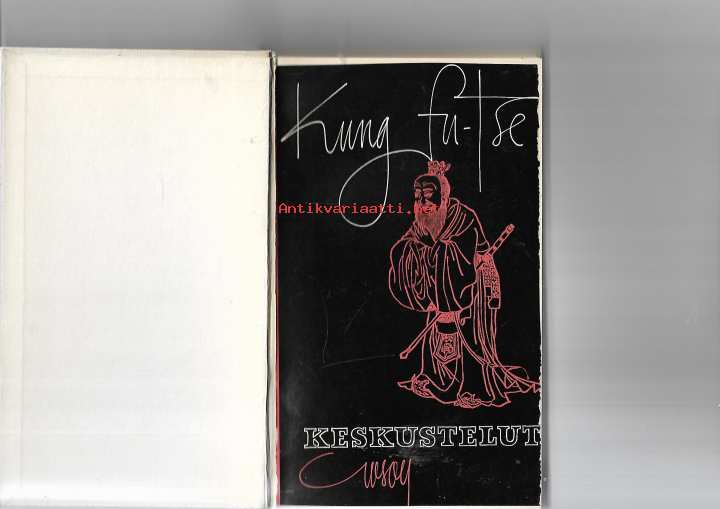 Kung fu-tse
Antikvariaatti.net
KESKUSTELUT
WSOY